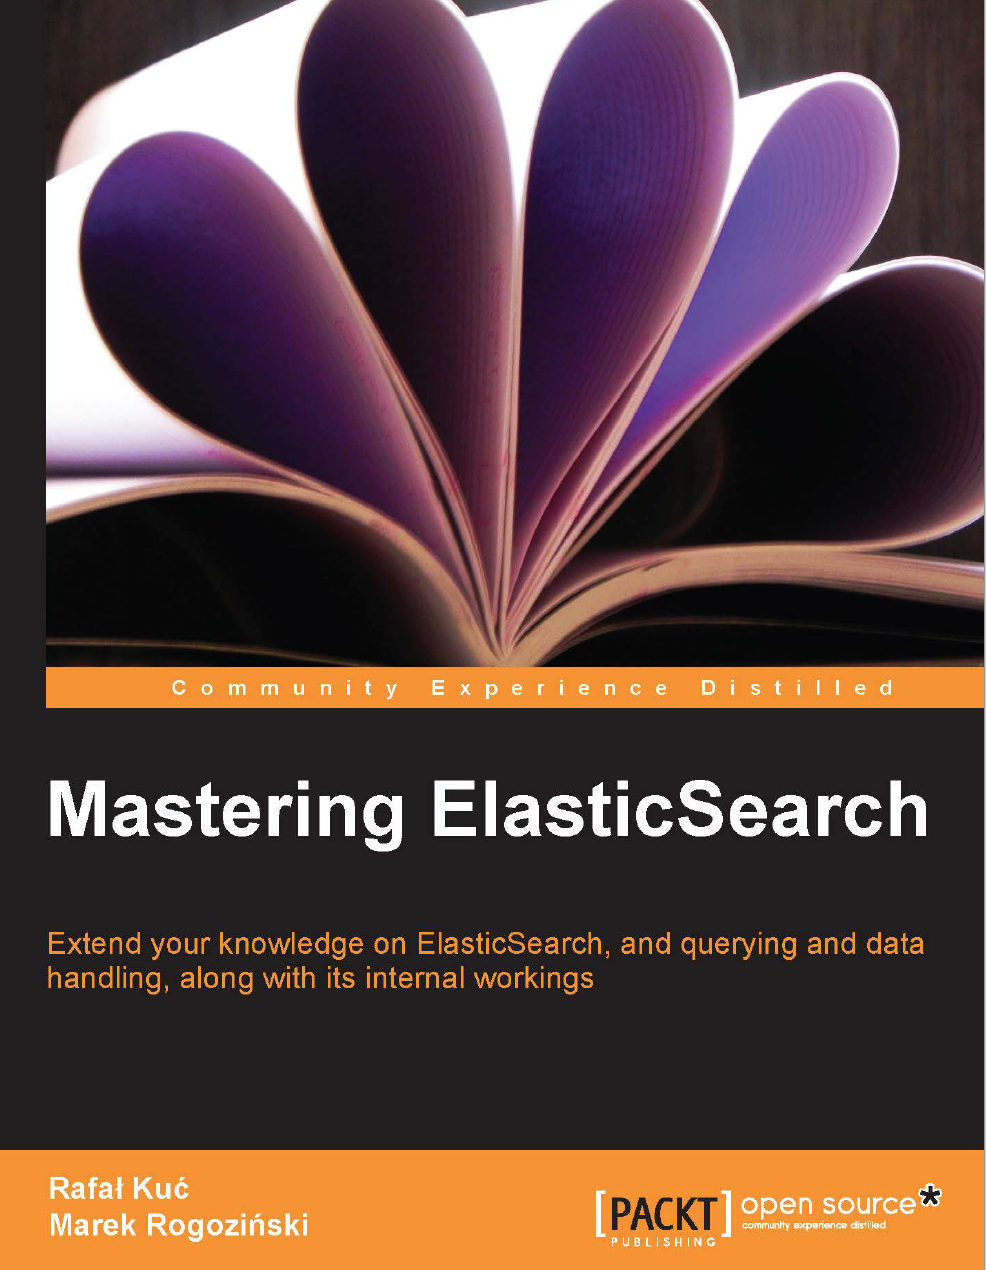 Community Experience Distilled
Mastering ElasticSearch
Extend your knowledge on ElasticSearch, and querying and data
handling, along with its internal workings
Rafał Kuć
Marek Rogoziński
[PACKT]
PUBLISHING
open source*
community experience distilled